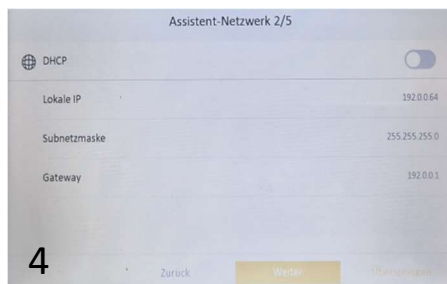 Assistent-Netzwerk 2/5
DHCP
Lokale IP 192.0.0.64
Subnetzmaske 255.255.255.0
Gateway 192.0.0.1
4
Zurück Weiter Überspringen